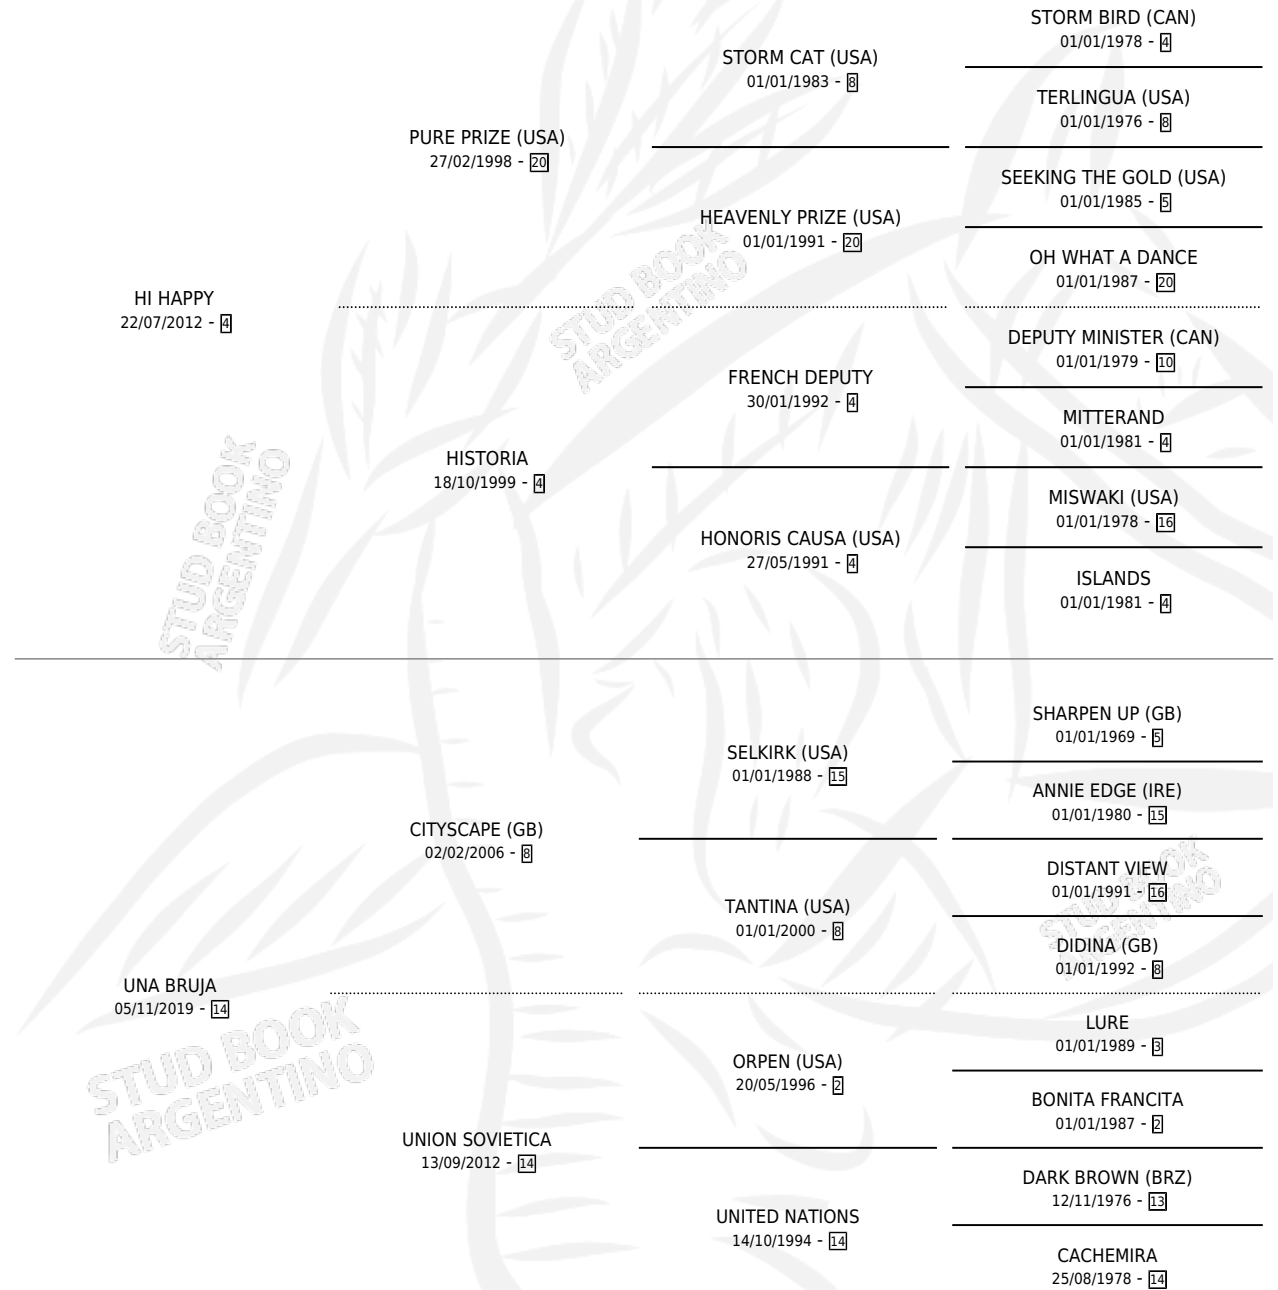 STORM BIRD (CAN)
01/01/1978 - 4
STORM CAT (USA)
01/01/1983 - 8
TERLINGUA (USA)
01/01/1976 - 8
PURE PRIZE (USA)
27/02/1998 - 20
SEEKING THE GOLD (USA)
01/01/1985 - 5
HEAVENLY PRIZE (USA)
01/01/1991 - 20
OH WHAT A DANCE
01/01/1987 - 20
HI HAPPY
22/07/2012 - 4
DEPUTY MINISTER (CAN)
01/01/1979 - 10
FRENCH DEPUTY
30/01/1992 - 4
MITTERAND
01/01/1981 - 4
HISTORIA
18/10/1999 - 4
MISWAKI (USA)
01/01/1978 - 16
HONORIS CAUSA (USA)
27/05/1991 - 4
ISLANDS
01/01/1981 - 4
STUD BOOK
ARGENTINO
STUD BOOK
ARGENTINO
SHARPEN UP (GB)
01/01/1969 - 5
SELKIRK (USA)
01/01/1988 - 15
ANNIE EDGE (IRE)
01/01/1980 - 15
CITYSCAPE (GB)
02/02/2006 - 8
DISTANT VIEW
01/01/1991 - 16
TANTINA (USA)
01/01/2000 - 8
DIDINA (GB)
01/01/1992 - 8
UNA BRUJA
05/11/2019 - 14
LURE
01/01/1989 - 3
ORPEN (USA)
20/05/1996 - 2
BONITA FRANCITA
01/01/1987 - 2
UNION SOVIETICA
13/09/2012 - 14
DARK BROWN (BRZ)
12/11/1976 - 13
UNITED NATIONS
14/10/1994 - 14
CACHEMIRA
25/08/1978 - 14
STUD BOOK
ARGENTINO
STUD BOOK
ARGENTINO